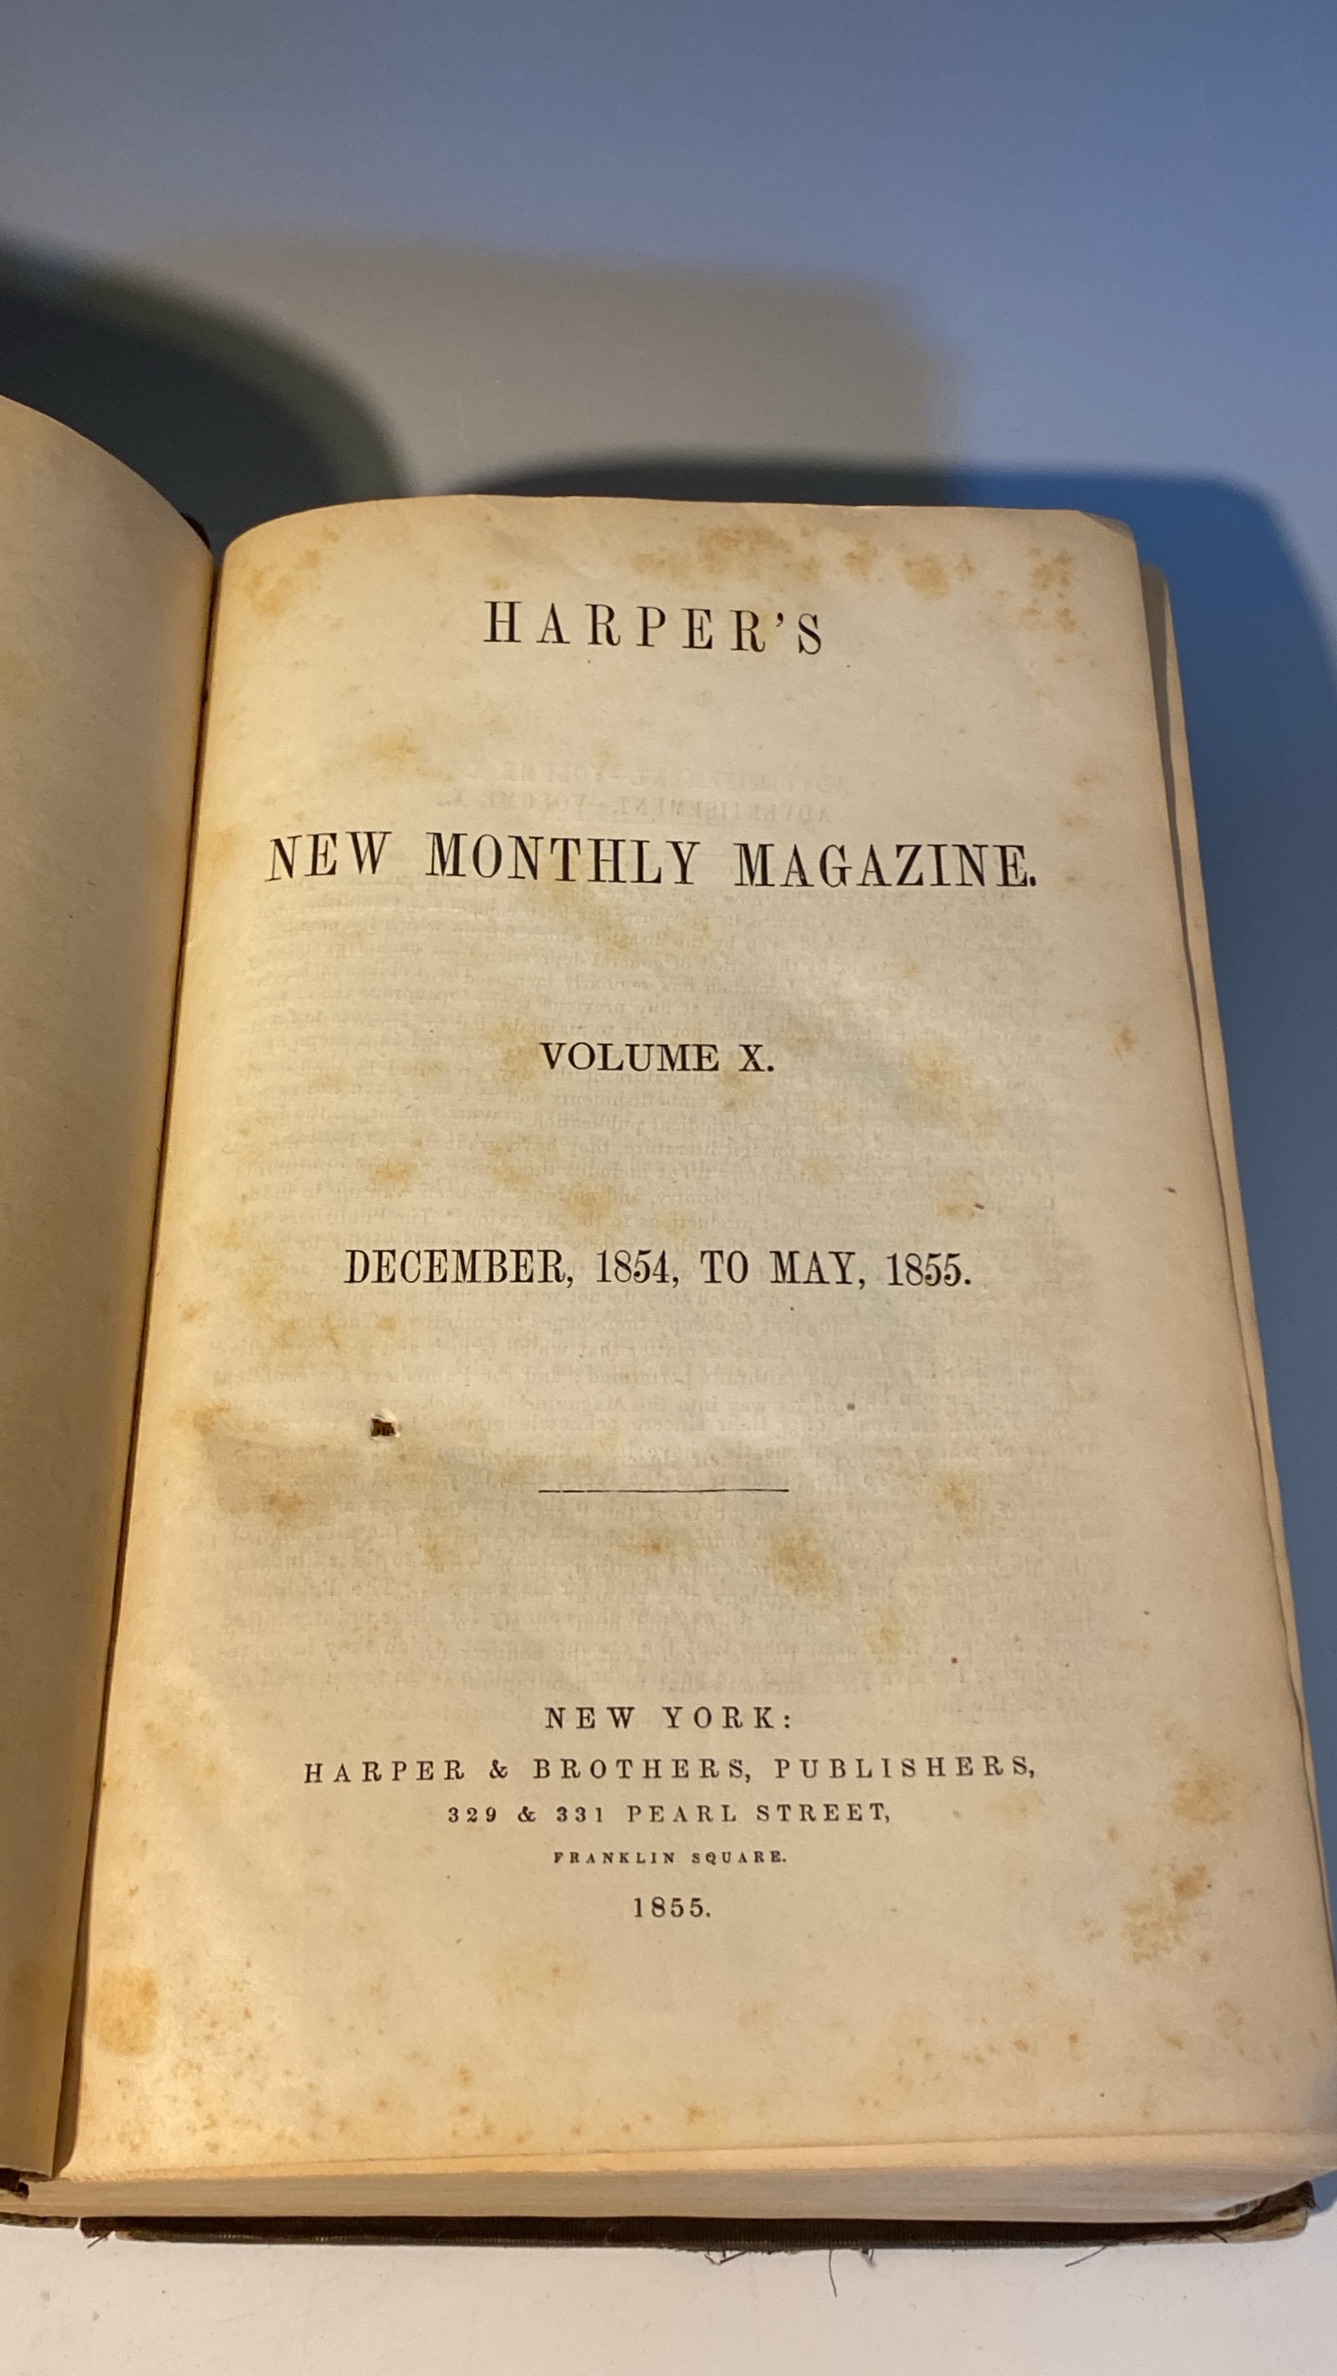 HARPER'S
NEW MONTHLY MAGAZINE.
VOLUME X.
DECEMBER, 1854, TO MAY, 1855.
NEW YORK:
HARPER & BROTHERS, PUBLISHERS,
329 & 331 PEARL STREET,
FRANKLIN SQUARE.
1855.